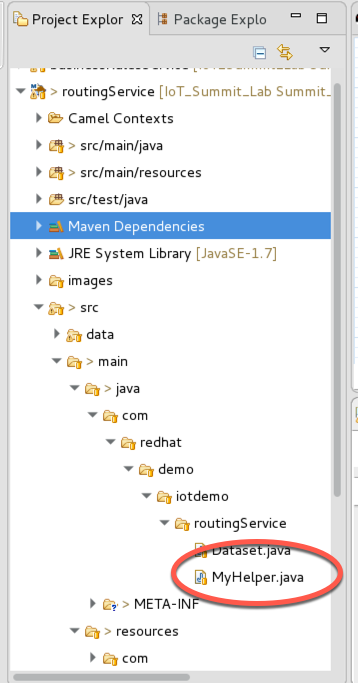 Project Explor Package Explo
> routingService [IoT_Summit_Lab Summit_
Camel Contexts
> src/main/java
> src/main/resources
src/test/java
Maven Dependencies
JRE System Library [JavaSE-1.7]
images
> src
data
> main
> java
> com
> redhat
> demo
> iotdemo
> routingService
Dataset.java
MyHelper.java
> META-INF
> resources
> com